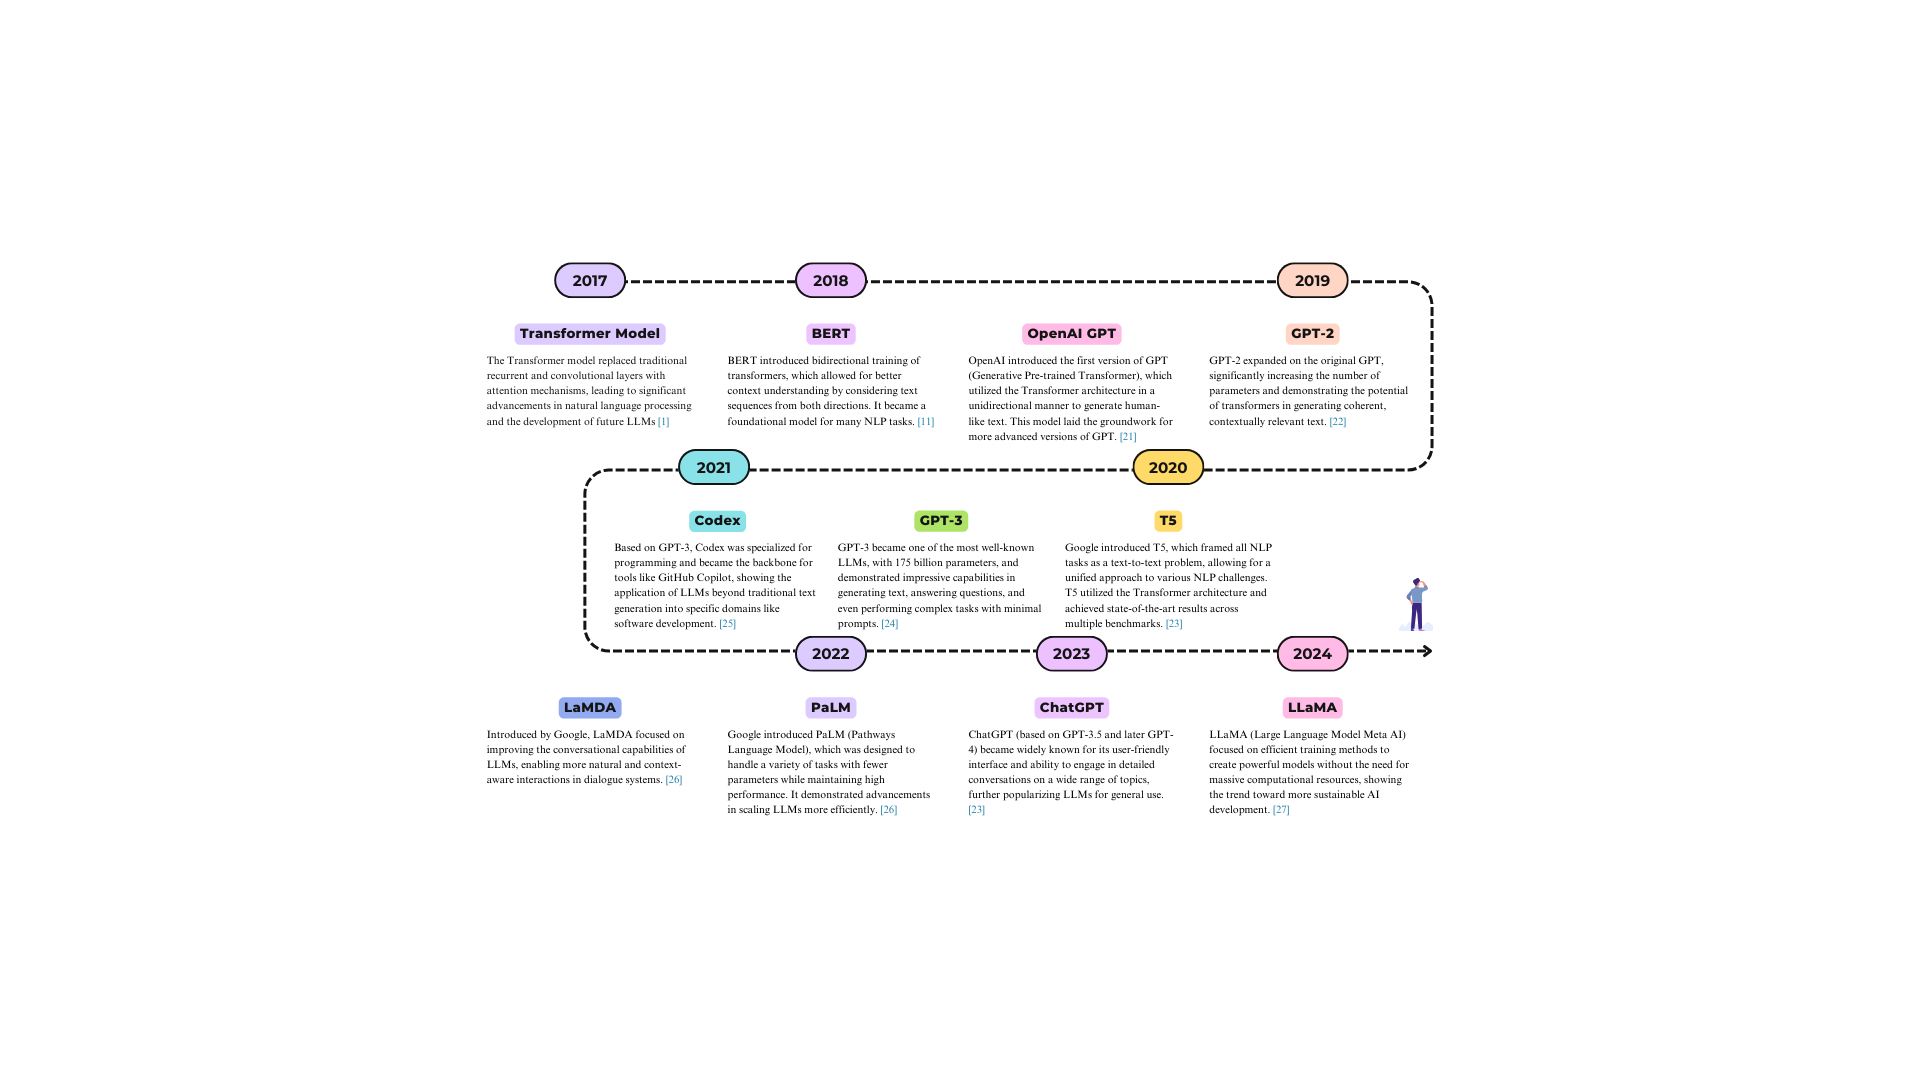 2017
2018
2019
Transformer Model
The Transformer model replaced traditional
recurrent and convolutional layers with
attention mechanisms, leading to significant
advancements in natural language processing
and the development of future LLMs [1]
BERT
BERT introduced bidirectional training of
transformers, which allowed for better
context understanding by considering text
sequences from both directions. It became a
foundational model for many NLP tasks. [11]
OpenAI GPT
OpenAI introduced the first version of GPT
(Generative Pre-trained Transformer), which
utilized the Transformer architecture in a
unidirectional manner to generate human-
like text. This model laid the groundwork for
more advanced versions of GPT. [21]
GPT-2
GPT-2 expanded on the original GPT,
significantly increasing the number of
parameters and demonstrating the potential
of transformers in generating coherent,
contextually relevant text. [22]
2021
2020
Codex
Based on GPT-3, Codex was specialized for
programming and became the backbone for
tools like GitHub Copilot, showing the
application of LLMs beyond traditional text
generation into specific domains like
software development. [25]
GPT-3
GPT-3 became one of the most well-known
LLMs, with 175 billion parameters, and
demonstrated impressive capabilities in
generating text, answering questions, and
even performing complex tasks with minimal
prompts. [24]
T5
Google introduced T5, which framed all NLP
tasks as a text-to-text problem, allowing for a
unified approach to various NLP challenges.
T5 utilized the Transformer architecture and
achieved state-of-the-art results across
multiple benchmarks. [23]
2022
2023
2024
LaMDA
Introduced by Google, LaMDA focused on
improving the conversational capabilities of
LLMs, enabling more natural and context-
aware interactions in dialogue systems. [26]
PaLM
Google introduced PaLM (Pathways
Language Model), which was designed to
handle a variety of tasks with fewer
parameters while maintaining high
performance. It demonstrated advancements
in scaling LLMs more efficiently. [26]
ChatGPT
ChatGPT (based on GPT-3.5 and later GPT-
4) became widely known for its user-friendly
interface and ability to engage in detailed
conversations on a wide range of topics,
further popularizing LLMs for general use.
[23]
LLaMA
LLaMA (Large Language Model Meta AI)
focused on efficient training methods to
create powerful models without the need for
massive computational resources, showing
the trend toward more sustainable AI
development. [27]